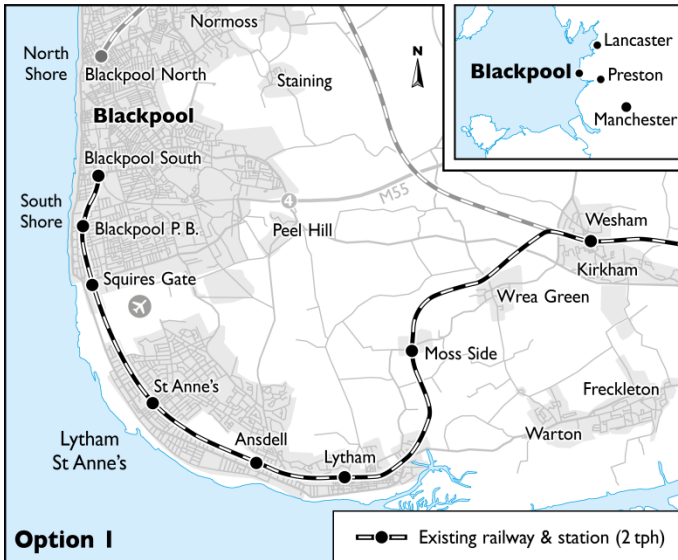 Normoss
North
Shore
Blackpool North
Staining
N
Blackpool
Blackpool South
South
Shore
4
M55
Blackpool P. B.
Peel Hill
Squires Gate
Wesham
Kirkham
Wrea Green
Moss Side
St Anne's
Freckleton
Warton
Ansdell
Lytham
Lytham
St Anne's
Lancaster
Blackpool
Preston
Manchester
Option 1
Existing railway & station (2 tph)